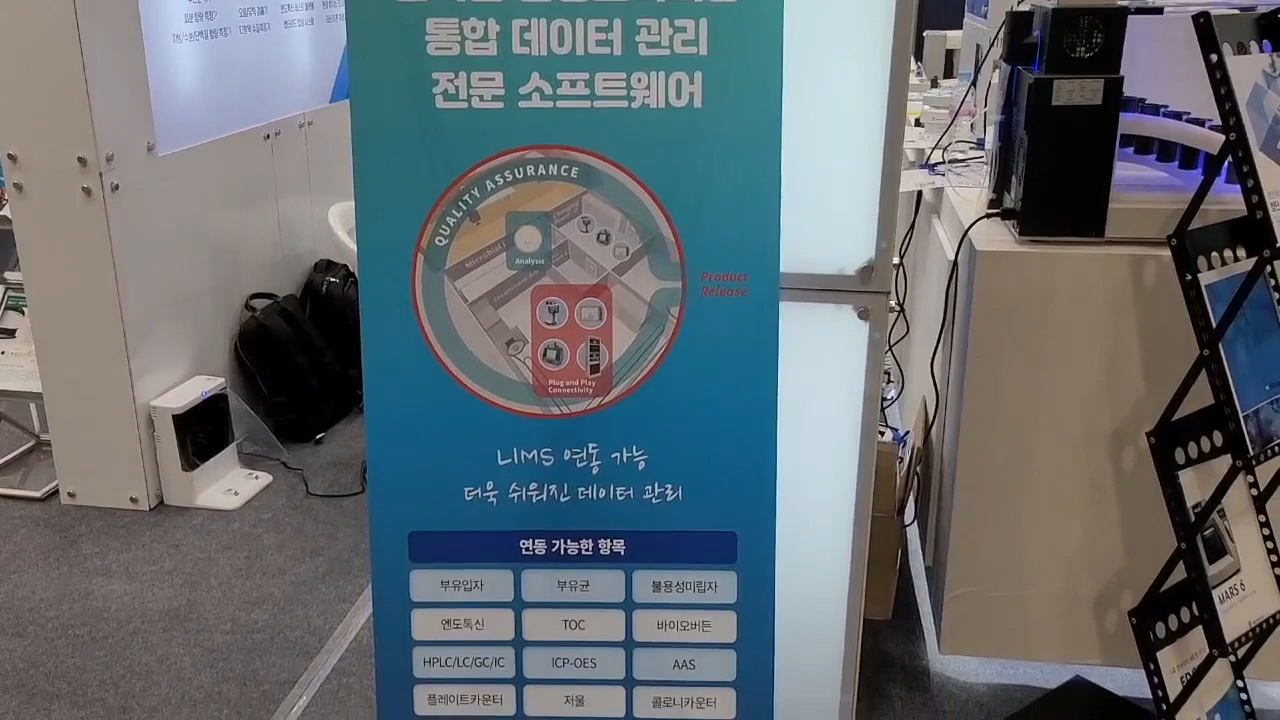 통합 데이터 관리
전문 소프트웨어
QUALITY ASSURANCE
Analysis
Plug and Play
Connectivity
Product
Release
LIMS 연동 가능
더욱 쉬워진 데이터 관리
연동 가능한 항목
부유입자
부유균
불용성미립자
엔도톡신
TOC
바이오버든
HPLC/LC/GC/IC
ICP-OES
AAS
플레이트카운터
저울
콜로니카운터
MARS 6